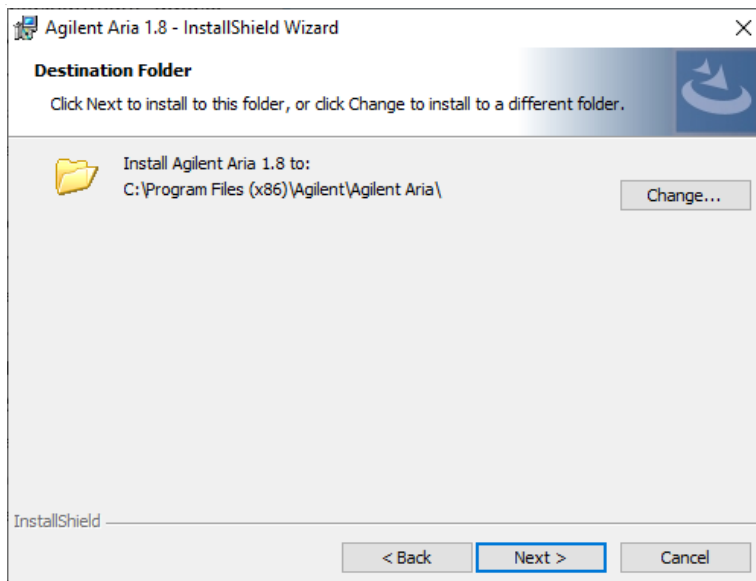 Agilent Aria 1.8 - InstallShield Wizard
Destination Folder
Click Next to install to this folder, or click Change to install to a different folder.
Install Agilent Aria 1.8 to:
C:\Program Files (x86)\Agilent\Agilent Aria\
Change...
InstallShield
< Back
Next >
Cancel